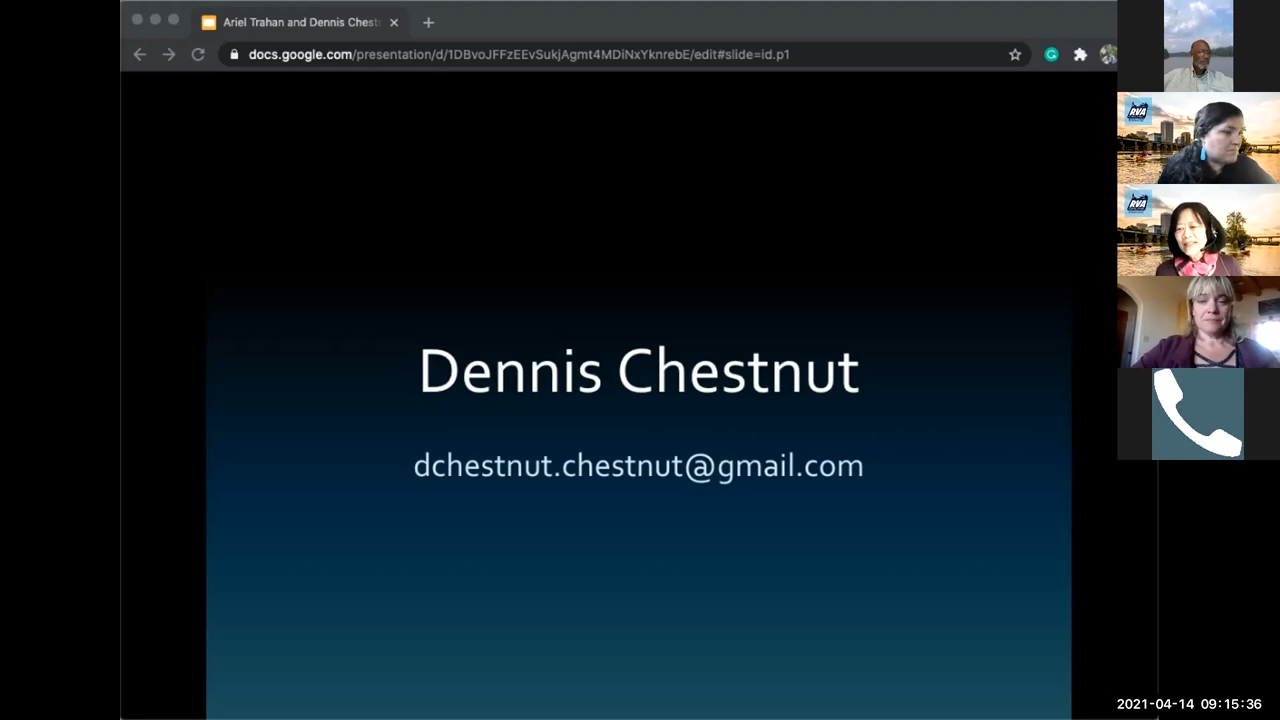 Ariel Trahan and Dennis Chest
docs.google.com/presentation/d/1DByoJFFzEEvSukjAgmt4MDiNxYknrebE/edit#slide=id.p1
RVA
RVA
Dennis Chestnut
dchestnut.chestnut@gmail.com
2021-04-14 09:15:36